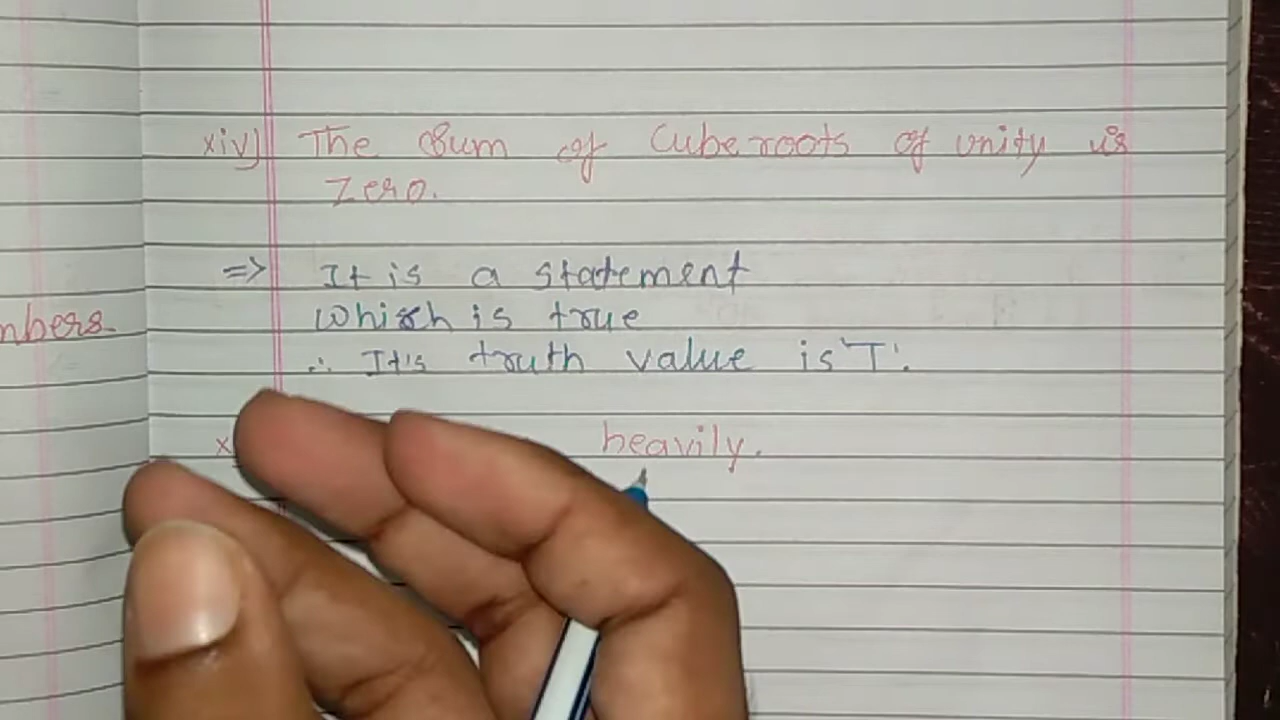 xiv) The Sum of Cube roots of unity is
Zero.
=> It is a statement
which is true
∴ It's truth value is 'T'.
nbers.
x heavily.